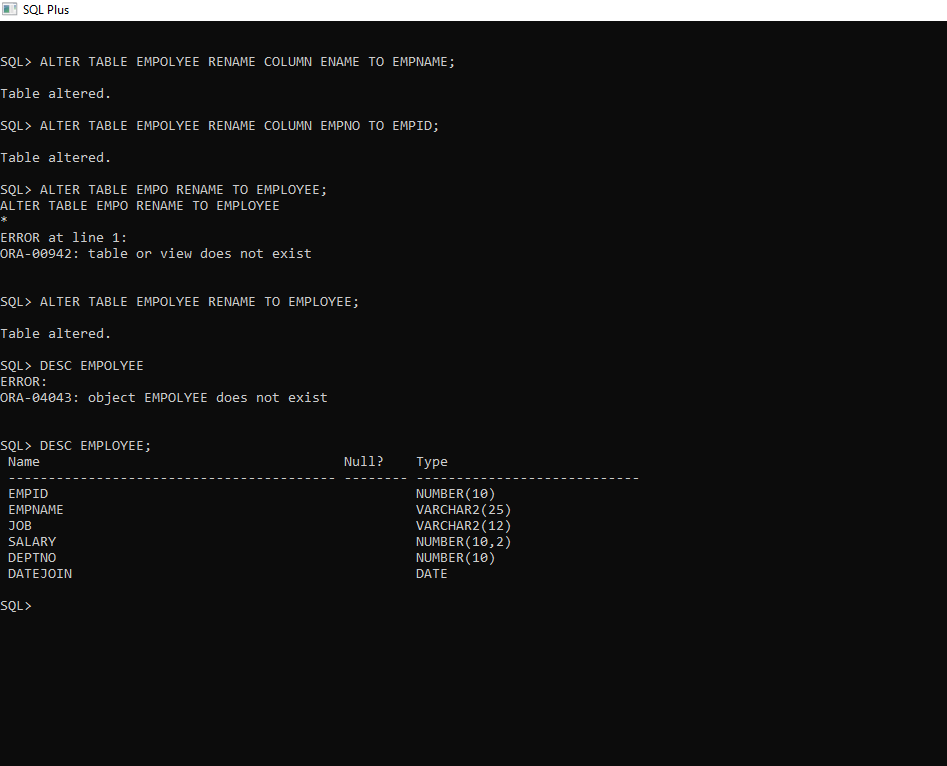 SQL Plus
SQL> ALTER TABLE EMPOLYEE RENAME COLUMN ENAME TO EMPNAME;
Table altered.
SQL> ALTER TABLE EMPOLYEE RENAME COLUMN EMPNO TO EMPID;
Table altered.
SQL> ALTER TABLE EMPO RENAME TO EMPLOYEE;
ALTER TABLE EMPO RENAME TO EMPLOYEE
*
ERROR at line 1:
ORA-00942: table or view does not exist
SQL> ALTER TABLE EMPOLYEE RENAME TO EMPLOYEE;
Table altered.
SQL> DESC EMPOLYEE
ERROR:
ORA-04043: object EMPOLYEE does not exist
SQL> DESC EMPLOYEE;
Name Null? Type
----------------------------------------- -------- ----------------------------
EMPID NUMBER(10)
EMPNAME VARCHAR2(25)
JOB VARCHAR2(12)
SALARY NUMBER(10,2)
DEPTNO NUMBER(10)
DATEJOIN DATE
SQL>